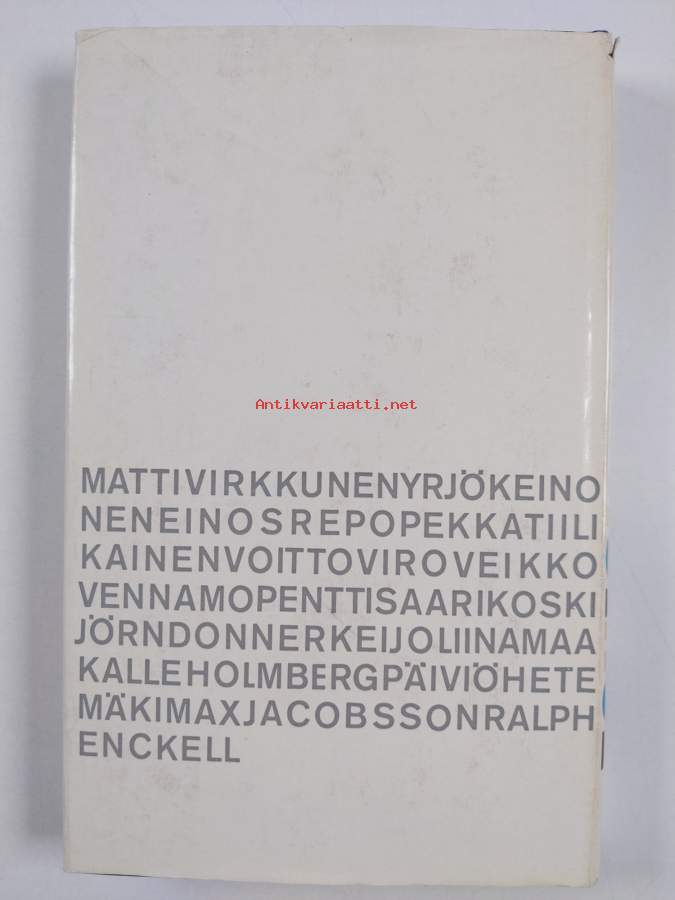 Antikvariaatti.net
MATTIVIRKKUNENYRJÖKEINO
NENEINOSREPOPEKKATIILI
KAINENVOITTOVIROVEIKKO
VENNAMOPENTTISAARIKOSKI
JÖRNDONNERKEIJOLIINAMAA
KALLEHOLMBERGPÄIVIÖHETE
MÄKIMAXJACOBSSONRALPH
ENCKELL